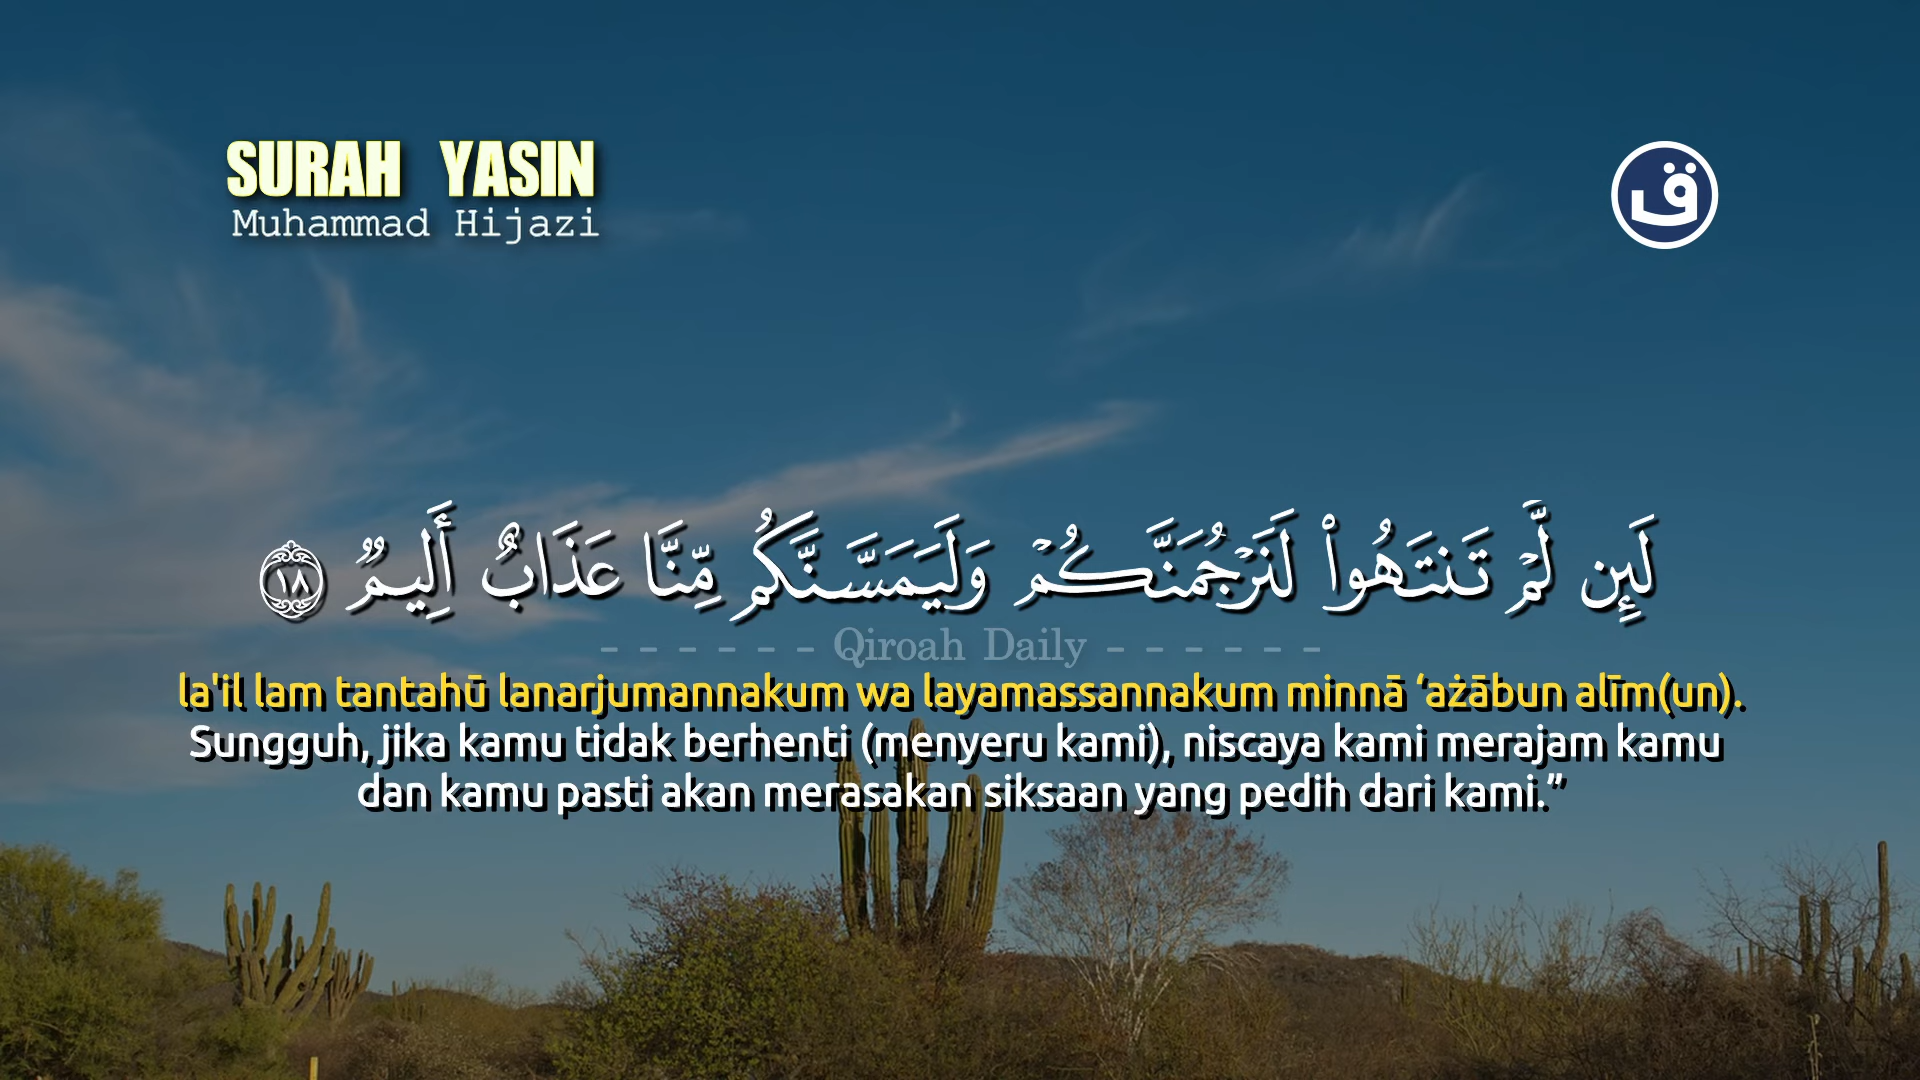 SURAH YASIN
Muhammad Hijazi
ق
لَئِن لَّمْ تَنتَهُوا۟ لَنَرْجُمَنَّكُمْ وَلَيَمَسَّنَّكُم مِّنَّا عَذَابٌ أَلِيمٌ ١٨
- - - - - - Qiroah Daily - - - - - -
la'il lam tantahū lanarjumannakum wa layamassannakum minnā ‘ażābun alīm(un).
Sungguh, jika kamu tidak berhenti (menyeru kami), niscaya kami merajam kamu
dan kamu pasti akan merasakan siksaan yang pedih dari kami.”